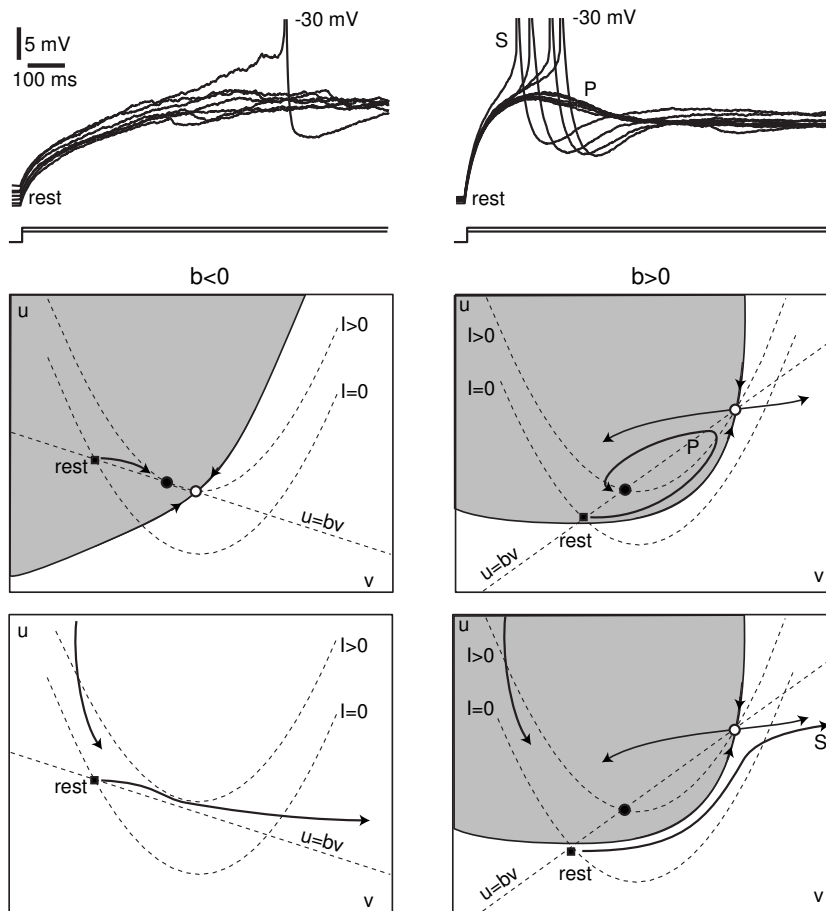 -30 mV
5 mV
100 ms
rest
-30 mV
S
P
rest
b<0
u
I>0
I=0
rest
u=bv
v
b>0
u
I>0
I=0
P
rest
u=bv
v
u
I>0
I=0
rest
u=bv
v
u
I>0
I=0
S
rest
u=bv
v